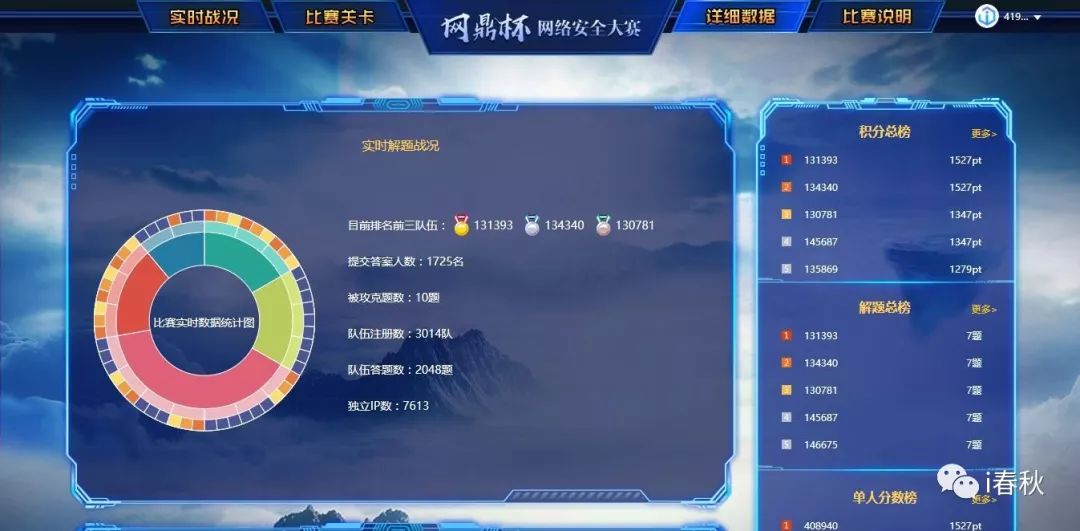 实时战况
比赛关卡
网鼎杯 网络安全大赛
详细数据
比赛说明
419...
实时解题战况
目前排名前三队伍： 131393 134340 130781
提交答案人数：1725名
被攻克题数：10题
队伍注册数：3014队
队伍答题数：2048题
独立IP数：7613
比赛实时数据统计图
积分总榜 更多>
1 131393 1527pt
2 134340 1527pt
3 130781 1347pt
4 145687 1347pt
5 135869 1279pt
解题总榜 更多>
1 131393 7题
2 134340 7题
3 130781 7题
4 145687 7题
5 146675 7题
单人分数榜 更多>
1 408940 1527pt
i春秋